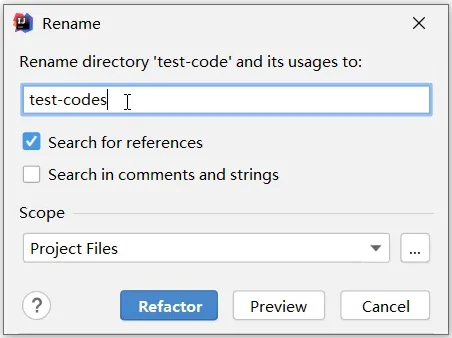 Rename
Rename directory 'test-code' and its usages to:
test-codes
Search for references
Search in comments and strings
Scope
Project Files
...
?
Refactor
Preview
Cancel